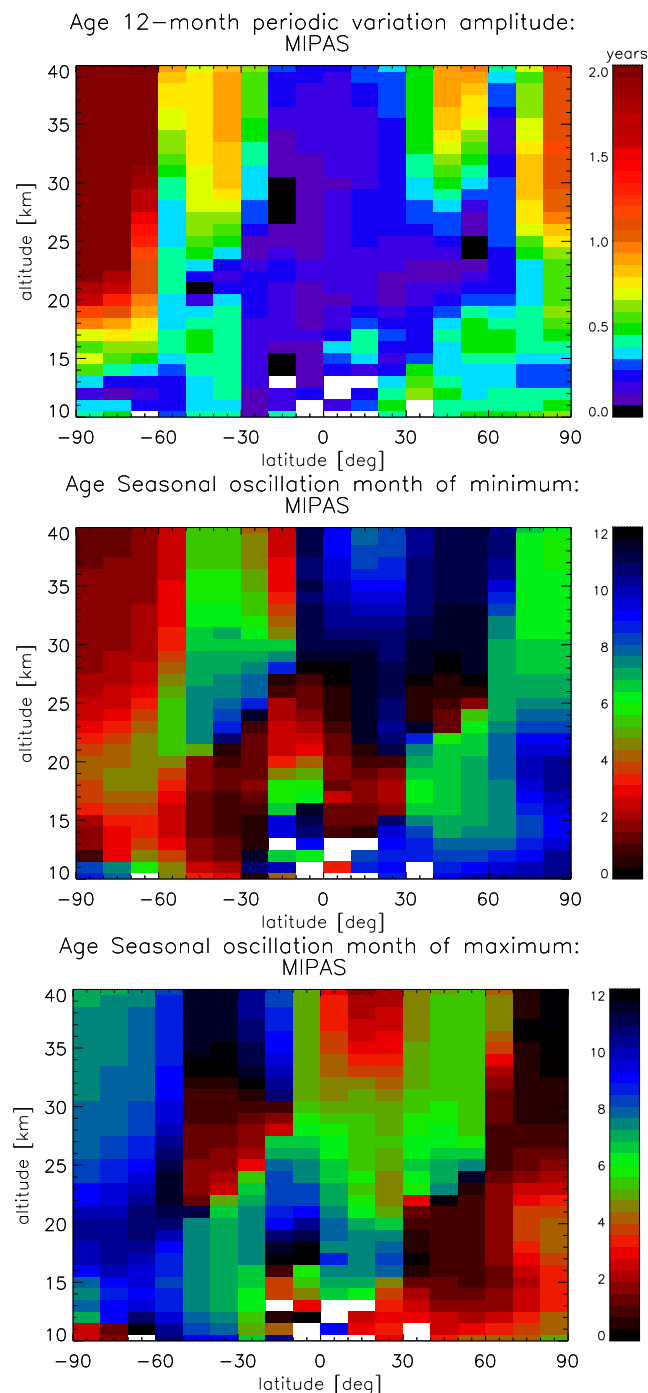 Age 12-month periodic variation amplitude:
MIPAS
years
40
35
30
25
20
15
10
altitude [km]
2.0
1.5
1.0
0.5
0.0
-90 -60 -30 0 30 60 90
latitude [deg]
Age Seasonal oscillation month of minimum:
MIPAS
40
35
30
25
20
15
10
altitude [km]
12
10
8
6
4
2
0
-90 -60 -30 0 30 60 90
latitude [deg]
Age Seasonal oscillation month of maximum:
MIPAS
40
35
30
25
20
15
10
altitude [km]
12
10
8
6
4
2
0
-90 -60 -30 0 30 60 90
latitude [deg]